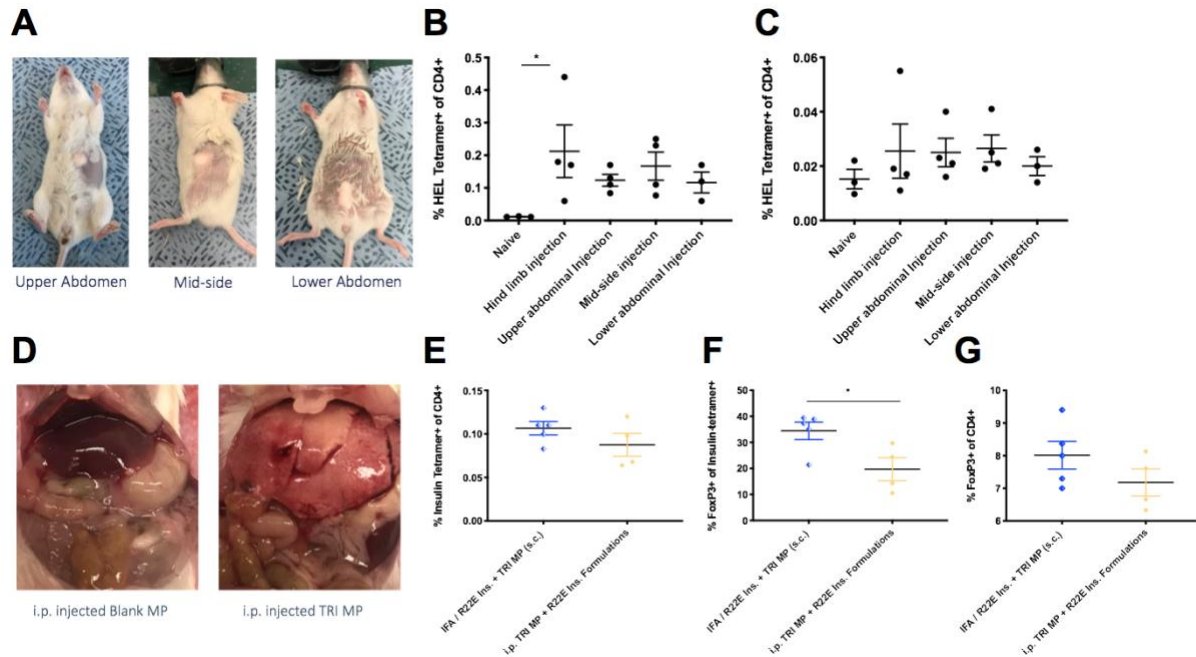 A
Upper Abdomen
Mid-side
Lower Abdomen
B
% HEL Tetramer+ of CD4+
0.5
0.4
0.3
0.2
0.1
0.0
*
Naive
Hind limb injection
Upper abdominal Injection
Mid-side injection
Lower abdominal Injection
C
% HEL Tetramer+ of CD4+
0.06
0.04
0.02
0.00
Naive
Hind limb injection
Upper abdominal Injection
Mid-side injection
Lower abdominal Injection
D
i.p. injected Blank MP
i.p. injected TRI MP
E
% Insulin Tetramer+ of CD4+
0.15
0.10
0.05
0.00
IFA / R22E Ins. + TRI MP (s.c.)
i.p. TRI MP + R22E Ins. Formulations
F
% FoxP3+ of Insulin-tetramer+
50
40
30
20
10
0
*
IFA / R22E Ins. + TRI MP (s.c.)
i.p. TRI MP + R22E Ins. Formulations
G
% FoxP3+ of CD4+
10
9
8
7
6
IFA / R22E Ins. + TRI MP (s.c.)
i.p. TRI MP + R22E Ins. Formulations